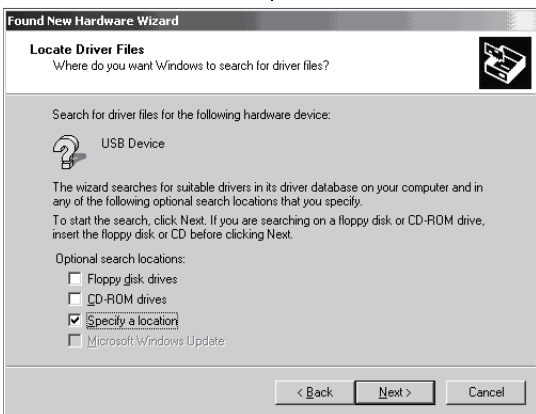 Found New Hardware Wizard
Locate Driver Files
Where do you want Windows to search for driver files?
Search for driver files for the following hardware device:
USB Device
The wizard searches for suitable drivers in its driver database on your computer and in
any of the following optional search locations that you specify.
To start the search, click Next. If you are searching on a floppy disk or CD-ROM drive,
insert the floppy disk or CD before clicking Next.
Optional search locations:
Floppy disk drives
CD-ROM drives
Specify a location
Microsoft Windows Update
< Back Next > Cancel